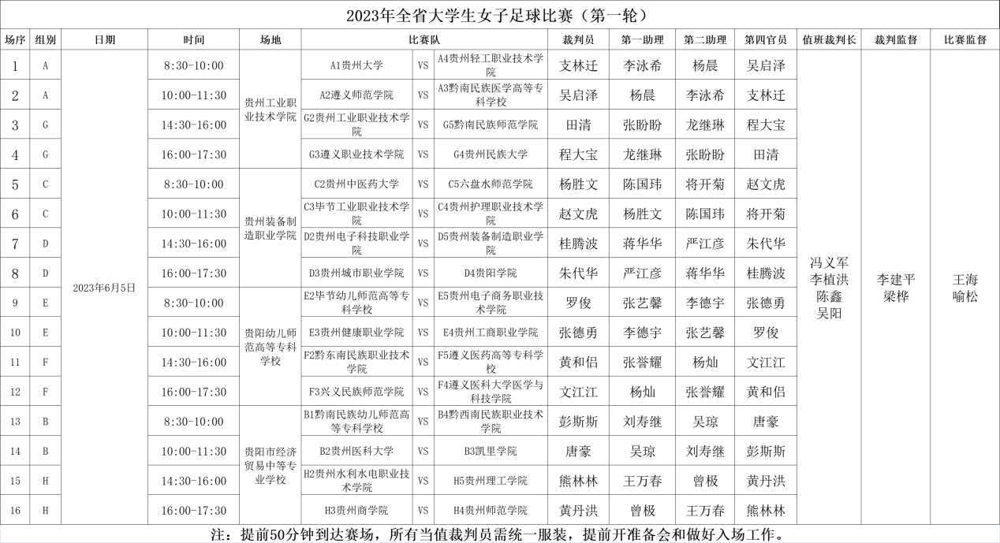 2023年全省大学生女子足球比赛（第一轮）
场序 组别 日期 时间 场地 比赛队 裁判员 第一助理 第二助理 第四官员 值班裁判长 裁判监督 比赛监督
1 A 8:30-10:00 A1贵州大学 VS A4贵州轻工职业技术学院 支林迁 李泳希 杨晨 吴启泽
2 A 10:00-11:30 A2遵义师范学院 VS A3黔南民族医学高等专科学校 吴启泽 杨晨 李泳希 支林迁
贵州工业职业技术学院
3 G 14:30-16:00 G2贵州工业职业技术学院 VS G5黔南民族师范学院 田清 张盼盼 龙继琳 程大宝
4 G 16:00-17:30 G3遵义职业技术学院 VS G4贵州民族大学 程大宝 龙继琳 张盼盼 田清
5 C 8:30-10:00 C2贵州中医药大学 VS C5六盘水师范学院 杨胜文 陈国玮 将开菊 赵文虎
6 C 10:00-11:30 C3毕节工业职业技术学院 VS C4贵州护理职业技术学院 赵文虎 杨胜文 陈国玮 将开菊
贵州装备制造职业学院
7 D 14:30-16:00 D2贵州电子科技职业学院 VS D5贵州装备制造职业学院 桂腾波 蒋华华 严江彦 朱代华
8 D 16:00-17:30 D3贵州城市职业学院 VS D4贵阳学院 朱代华 严江彦 蒋华华 桂腾波
2023年6月5日
冯义军
李植洪
陈鑫
吴阳
李建平
梁桦
王海
喻松
9 E 8:30-10:00 E2毕节幼儿师范高等专科学校 VS E5贵州电子商务职业技术学院 罗俊 张艺馨 李德宇 张德勇
10 E 10:00-11:30 E3贵州健康职业学院 VS E4贵州工商职业学院 张德勇 李德宇 张艺馨 罗俊
贵阳幼儿师范高等专科学校
11 F 14:30-16:00 F2黔东南民族职业技术学院 VS F5遵义医药高等专科学校 黄和侣 张誉耀 杨灿 文江江
12 F 16:00-17:30 F3兴义民族师范学院 VS F4遵义医科大学医学与科技学院 文江江 杨灿 张誉耀 黄和侣
13 B 8:30-10:00 B1黔南民族幼儿师范高等专科学校 VS B4黔西南民族职业技术学院 彭斯斯 刘寿继 吴琼 唐豪
14 B 10:00-11:30 B2贵州医科大学 VS B3凯里学院 唐豪 吴琼 刘寿继 彭斯斯
贵阳市经济贸易中等专业学校
15 H 14:30-16:00 H2贵州水利水电职业技术学院 VS H5贵州理工学院 熊林林 王万春 曾极 黄丹洪
16 H 16:00-17:30 H3贵州商学院 VS H4贵州师范学院 黄丹洪 曾极 王万春 熊林林
注：提前50分钟到达赛场，所有当值裁判员需统一服装，提前开准备会和做好入场工作。